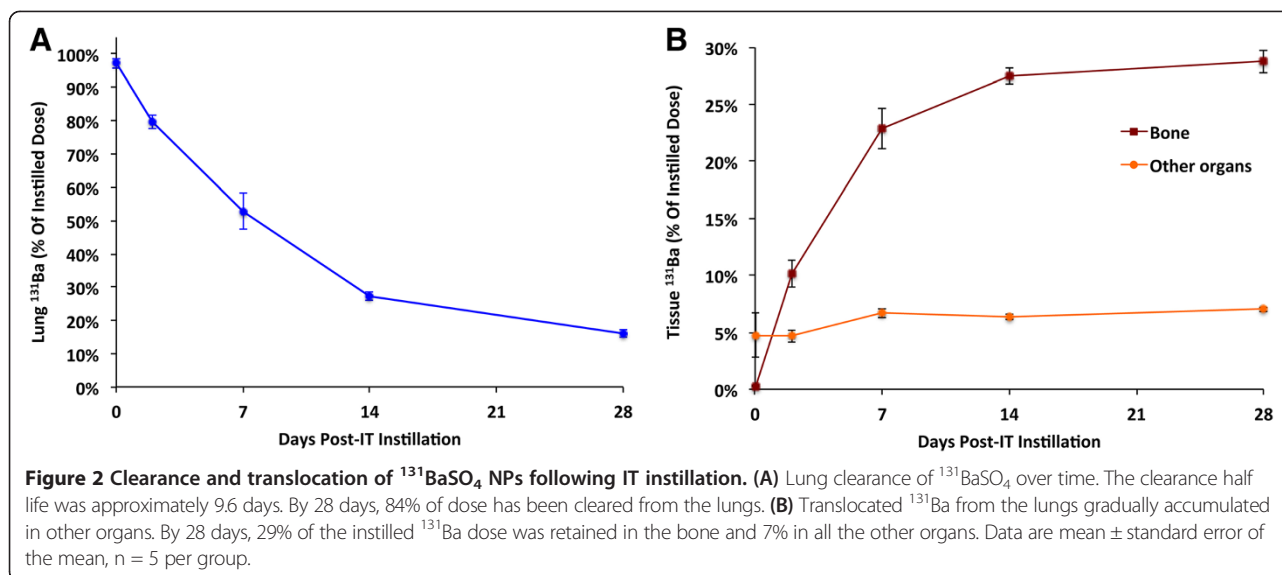 A
100%
90%
80%
70%
60%
50%
40%
30%
20%
10%
0%
Lung ¹³¹Ba (% Of Instilled Dose)
0 7 14 21 28
Days Post-IT Instillation
B
30%
25%
20%
15%
10%
5%
0%
Tissue ¹³¹Ba (% Of Instilled Dose)
Bone
Other organs
0 7 14 21 28
Days Post-IT Instillation
Figure 2 Clearance and translocation of ¹³¹BaSO₄ NPs following IT instillation. (A) Lung clearance of ¹³¹BaSO₄ over time. The clearance half
life was approximately 9.6 days. By 28 days, 84% of dose has been cleared from the lungs. (B) Translocated ¹³¹Ba from the lungs gradually accumulated
in other organs. By 28 days, 29% of the instilled ¹³¹Ba dose was retained in the bone and 7% in all the other organs. Data are mean ± standard error of
the mean, n = 5 per group.